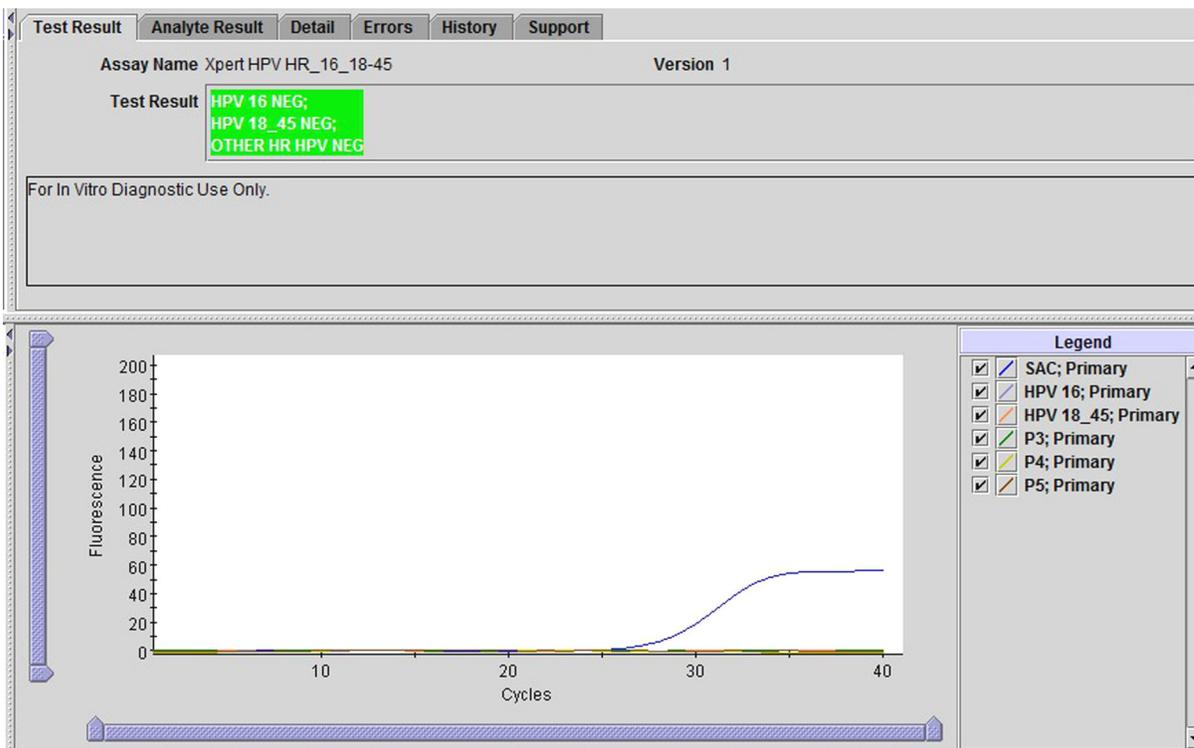 Test Result Analyte Result Detail Errors History Support
Assay Name Xpert HPV HR_16_18-45 Version 1
Test Result HPV 16 NEG;
HPV 18_45 NEG;
OTHER HR HPV NEG
For In Vitro Diagnostic Use Only.
Legend
SAC; Primary
HPV 16; Primary
HPV 18_45; Primary
P3; Primary
P4; Primary
P5; Primary
Fluorescence
200
180
160
140
120
100
80
60
40
20
0
10 20 30 40
Cycles